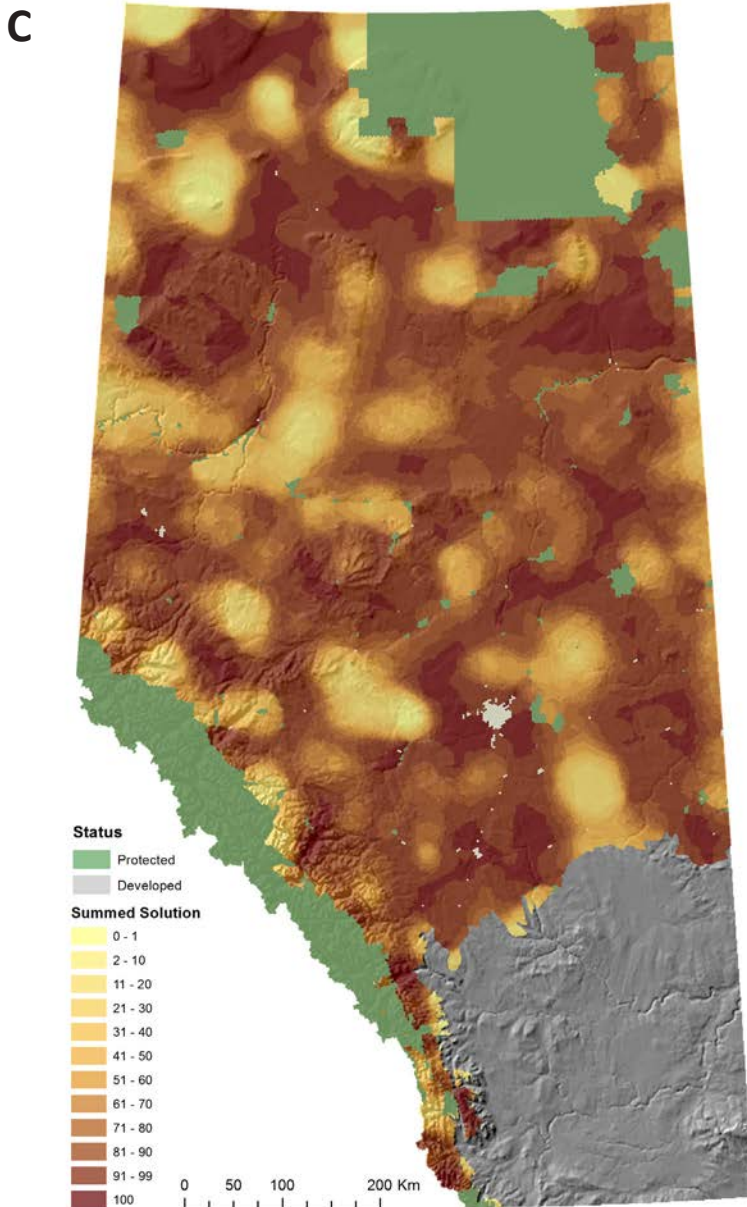 C
Status
Protected
Developed
Summed Solution
0 - 1
2 - 10
11 - 20
21 - 30
31 - 40
41 - 50
51 - 60
61 - 70
71 - 80
81 - 90
91 - 99
100
0 50 100 200 Km